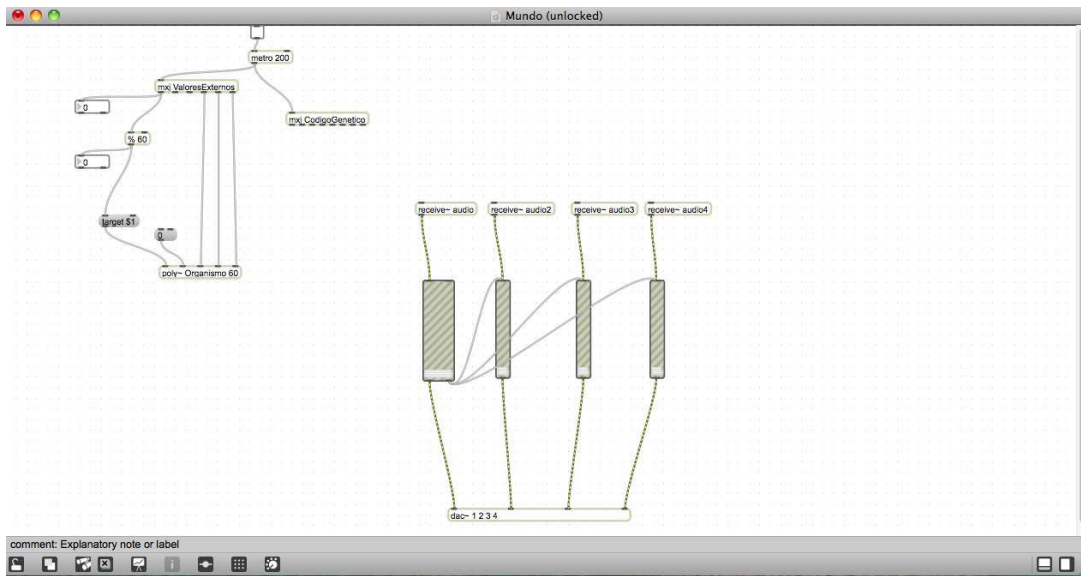 Mundo (unlocked)
metro 200
mxj ValoresExternos
0
mxj CodigoGenetico
% 60
0
target $1
0
poly~ Organismo 60
receive~ audio
receive~ audio2
receive~ audio3
receive~ audio4
dac~ 1 2 3 4
comment: Explanatory note or label